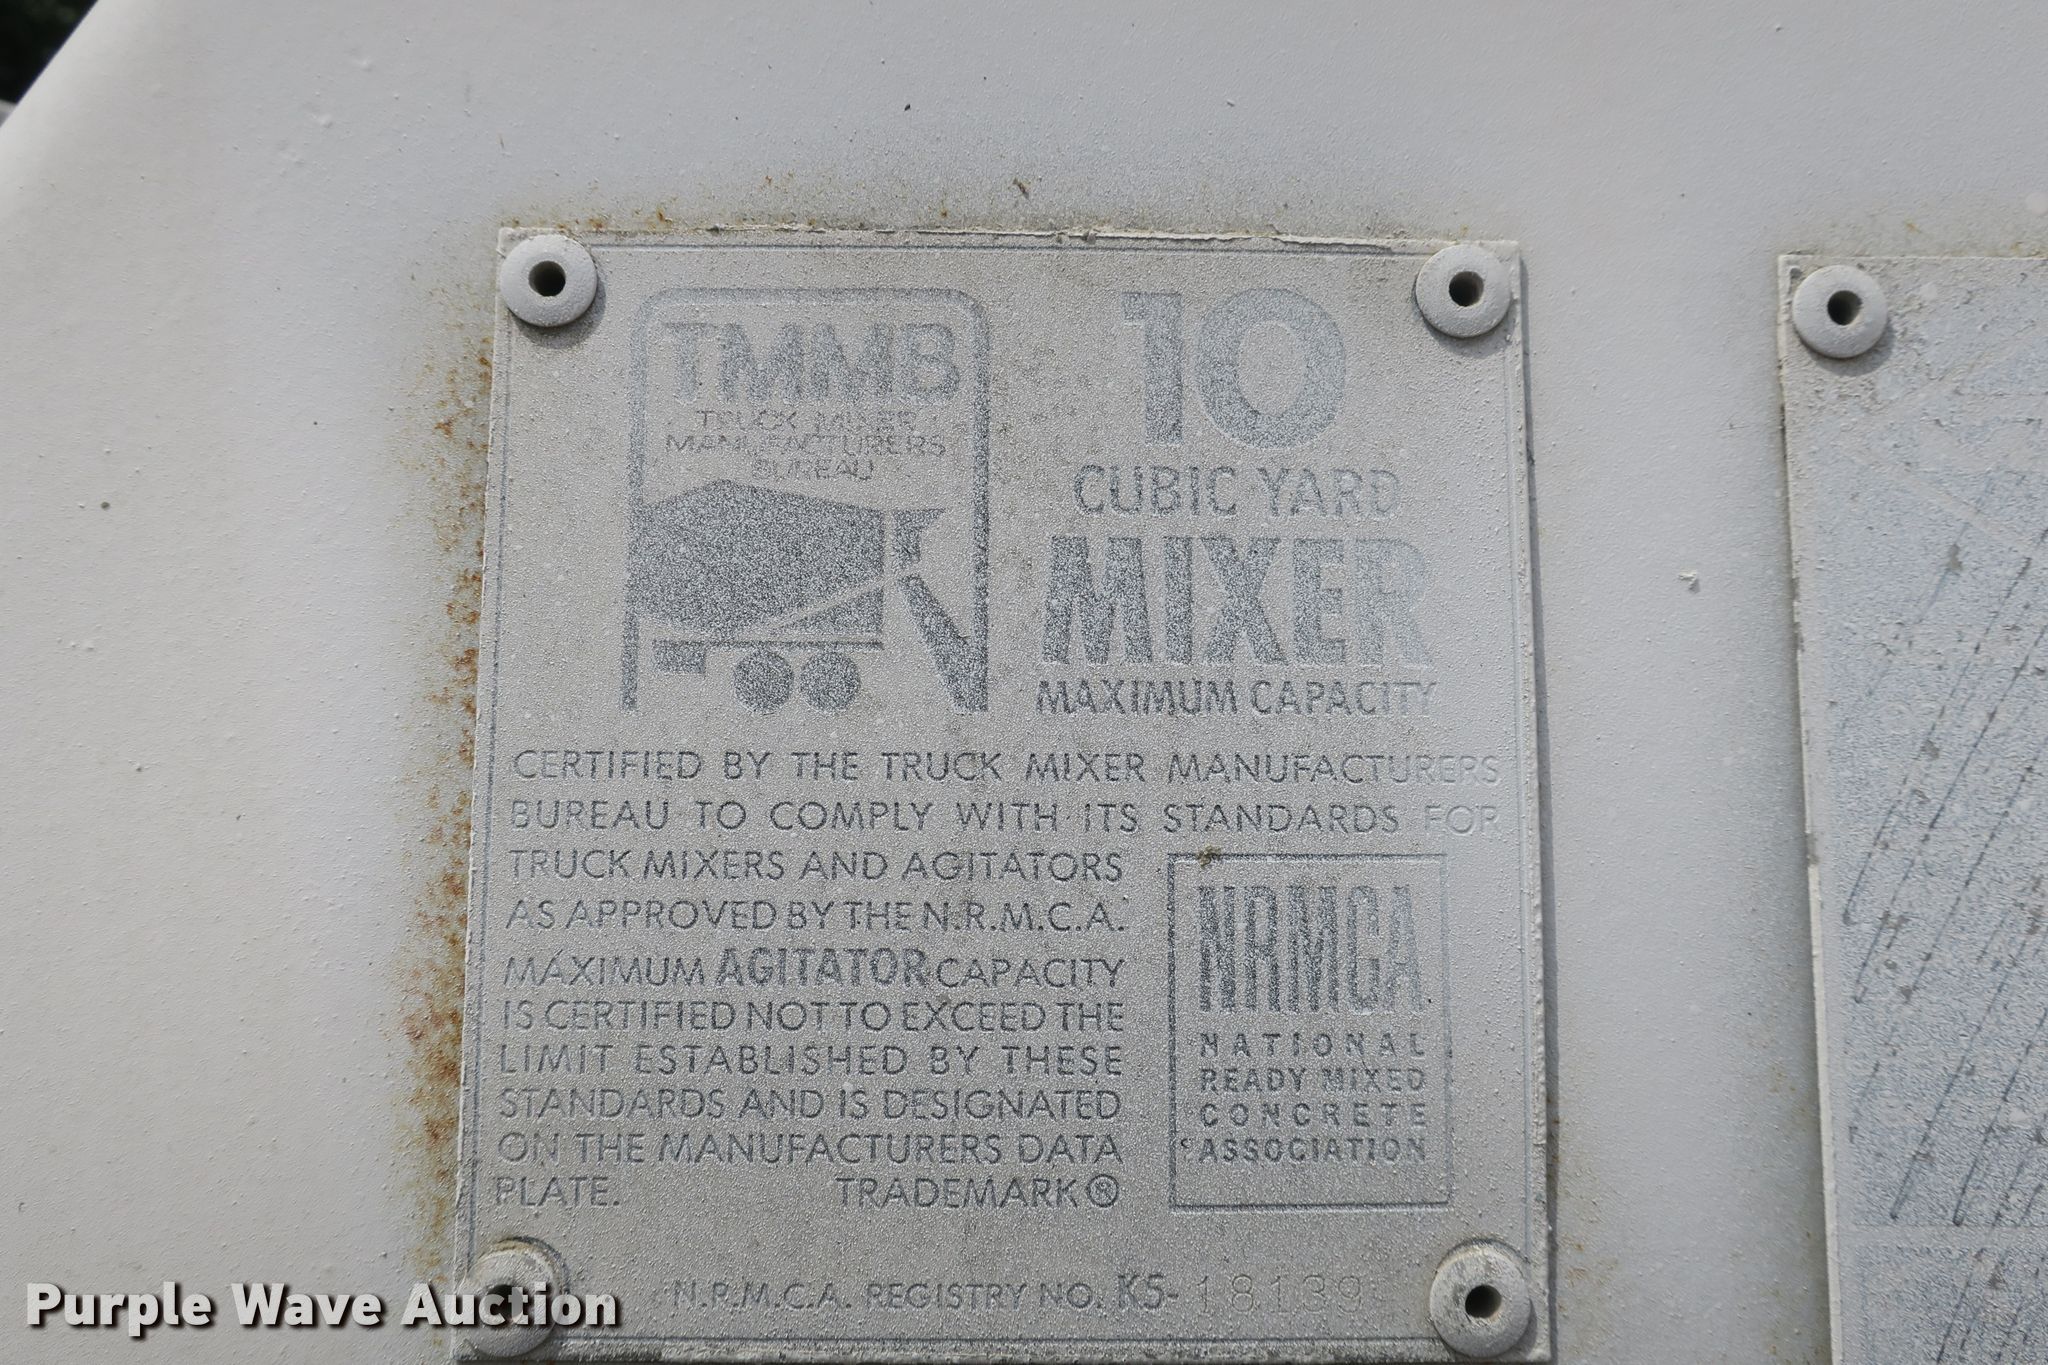 TMMB
TRUCK MIXER
MANUFACTURERS
BUREAU
10
CUBIC YARD
MIXER
MAXIMUM CAPACITY
CERTIFIED BY THE TRUCK MIXER MANUFACTURERS
BUREAU TO COMPLY WITH ITS STANDARDS FOR
TRUCK MIXERS AND AGITATORS
AS APPROVED BY THE N.R.M.C.A.
MAXIMUM AGITATOR CAPACITY
IS CERTIFIED NOT TO EXCEED THE
LIMIT ESTABLISHED BY THESE
STANDARDS AND IS DESIGNATED
ON THE MANUFACTURERS DATA
PLATE. TRADEMARK ®
NRMCA
NATIONAL
READY MIXED
CONCRETE
ASSOCIATION
N.R.M.C.A. REGISTRY NO. K5-18139
Purple Wave Auction